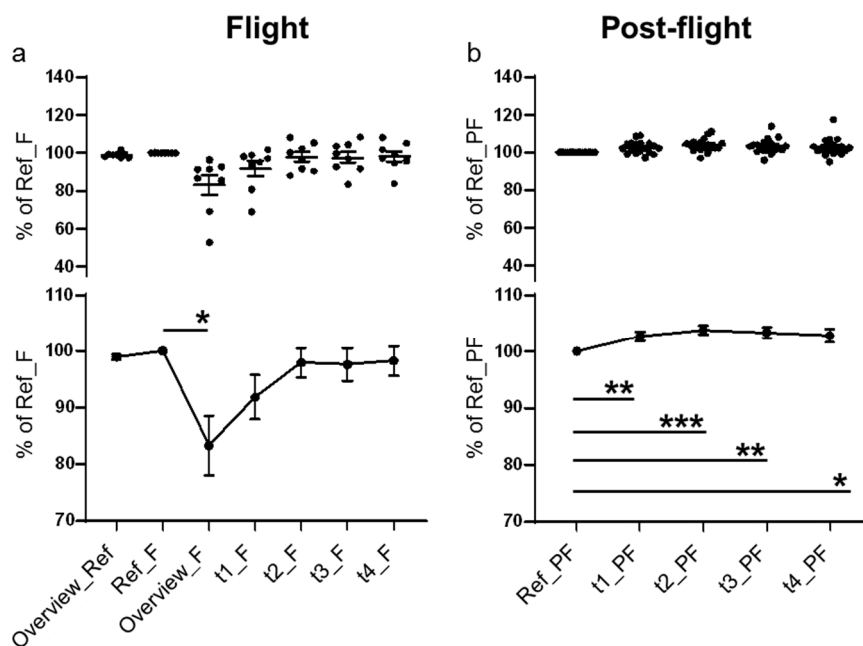 Flight
Post-flight
a
b
% of Ref_F
140
120
100
80
60
40
% of Ref_F
110
100
90
80
70
*
Overview_Ref
Ref_F
Overview_F
t1_F
t2_F
t3_F
t4_F
% of Ref_PF
140
120
100
80
60
40
% of Ref_PF
110
100
90
80
70
**
***
**
*
Ref_PF
t1_PF
t2_PF
t3_PF
t4_PF